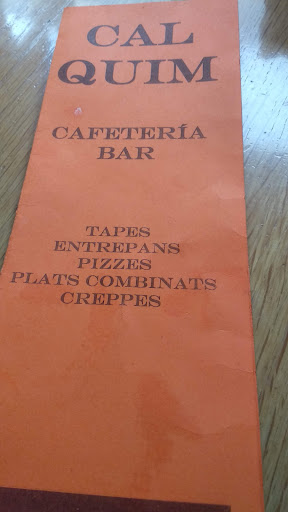 CAL
QUIM
CAFETERÍA
BAR
TAPES
ENTREPANS
PIZZES
PLATS COMBINATS
CREPPES